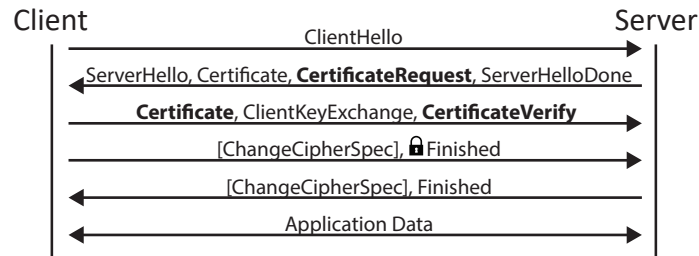 Client
Server
ClientHello
ServerHello, Certificate, CertificateRequest, ServerHelloDone
Certificate, ClientKeyExchange, CertificateVerify
[ChangeCipherSpec], Finished
[ChangeCipherSpec], Finished
Application Data